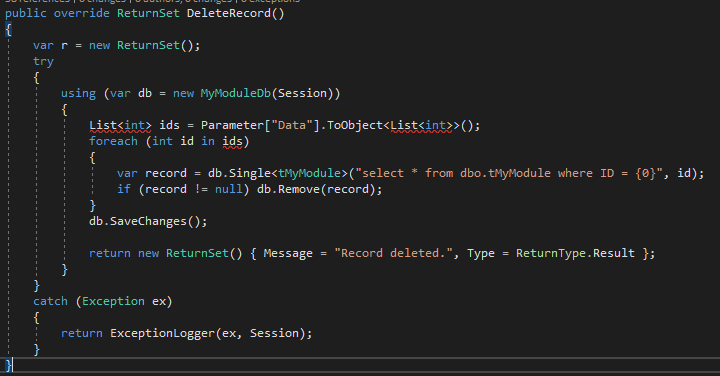 public override ReturnSet DeleteRecord()
{
    var r = new ReturnSet();
    try
    {
        using (var db = new MyModuleDb(Session))
        {
            List<int> ids = Parameter["Data"].ToObject<List<int>>();
            foreach (int id in ids)
            {
                var record = db.Single<tMyModule>("select * from dbo.tMyModule where ID = {0}", id);
                if (record != null) db.Remove(record);
            }
            db.SaveChanges();

            return new ReturnSet() { Message = "Record deleted.", Type = ReturnType.Result };
        }
    }
    catch (Exception ex)
    {
        return ExceptionLogger(ex, Session);
    }
}